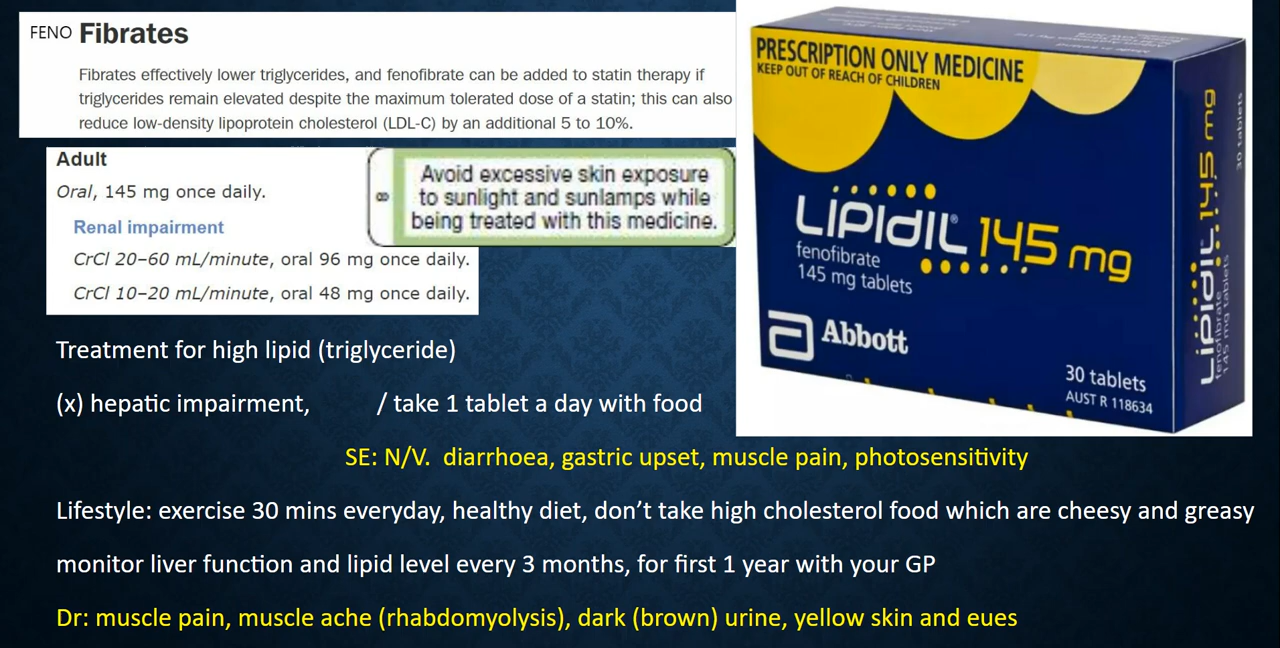 FENO Fibrates
Fibrates effectively lower triglycerides, and fenofibrate can be added to statin therapy if
triglycerides remain elevated despite the maximum tolerated dose of a statin; this can also
reduce low-density lipoprotein cholesterol (LDL-C) by an additional 5 to 10%.
Adult
Oral, 145 mg once daily.
Renal impairment
CrCl 20–60 mL/minute, oral 96 mg once daily.
CrCl 10–20 mL/minute, oral 48 mg once daily.
8
Avoid excessive skin exposure
to sunlight and sunlamps while
being treated with this medicine.
PRESCRIPTION ONLY MEDICINE
KEEP OUT OF REACH OF CHILDREN
LIPIDIL® 145 mg
fenofibrate
145 mg tablets
Abbott
30 tablets
AUST R 118634
LIPIDIL® 145 mg
fenofibrate
145 mg tablets
30 tablets
Treatment for high lipid (triglyceride)
(x) hepatic impairment, / take 1 tablet a day with food
SE: N/V. diarrhoea, gastric upset, muscle pain, photosensitivity
Lifestyle: exercise 30 mins everyday, healthy diet, don't take high cholesterol food which are cheesy and greasy
monitor liver function and lipid level every 3 months, for first 1 year with your GP
Dr: muscle pain, muscle ache (rhabdomyolysis), dark (brown) urine, yellow skin and eues